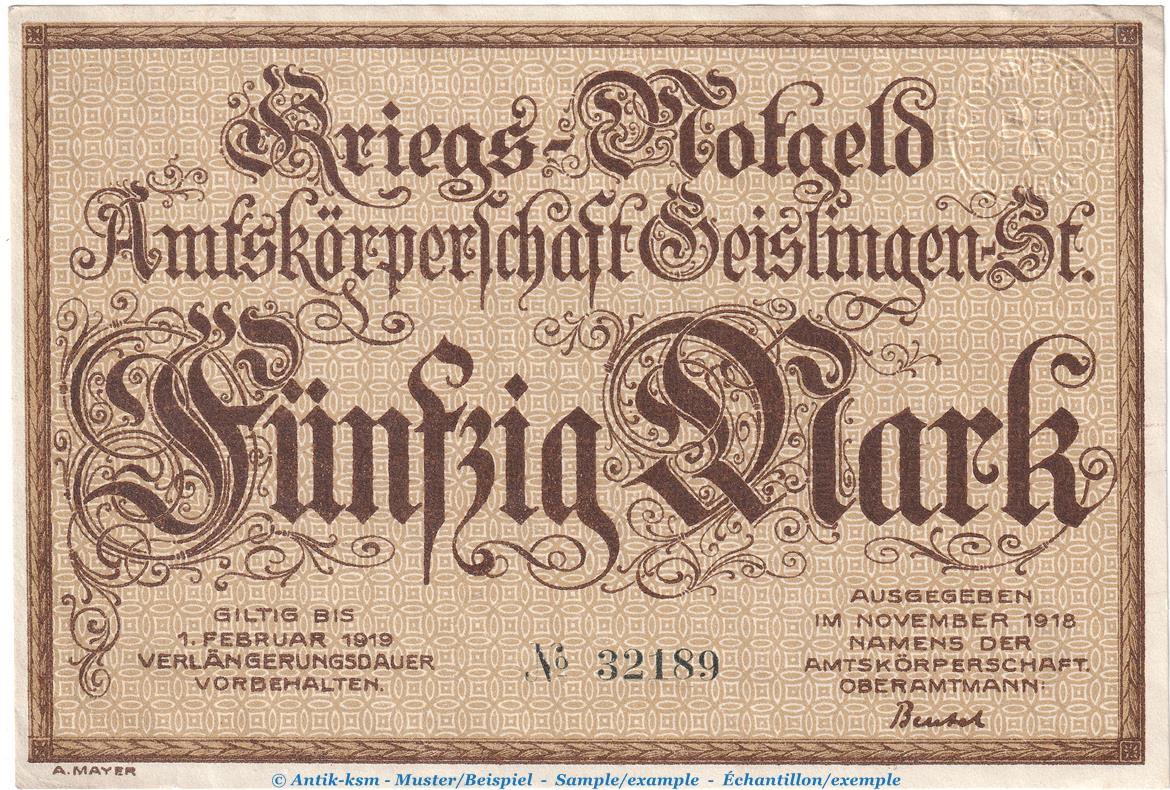 Kriegs-Notgeld
Amtskörperschaft Geislingen-St.
Fünfzig Mark
GILTIG BIS
1. FEBRUAR 1919
VERLÄNGERUNGSDAUER
VORBEHALTEN.
№ 32189
AUSGEGEBEN
IM NOVEMBER 1918
NAMENS DER
AMTSKÖRPERSCHAFT.
OBERAMTMANN:
A. MAYER
© Antik-ksm - Muster/Beispiel - Sample/example - Échantillon/exemple